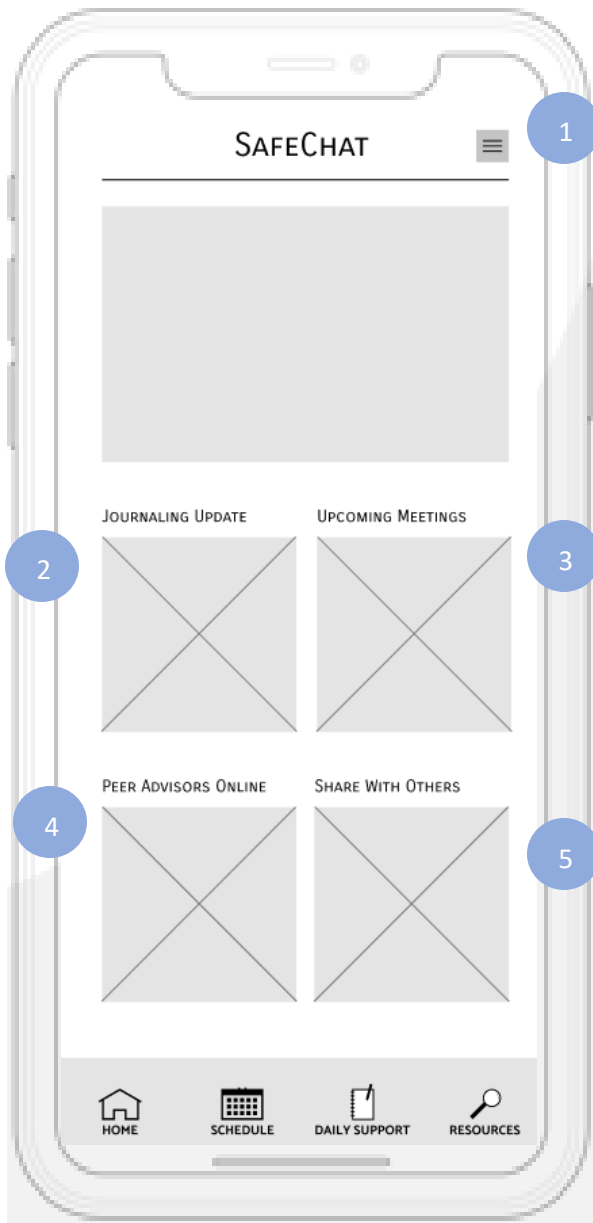 SAFECHAT
1
JOURNALING UPDATE
UPCOMING MEETINGS
2
3
PEER ADVISORS ONLINE
SHARE WITH OTHERS
4
5
HOME
SCHEDULE
DAILY SUPPORT
RESOURCES